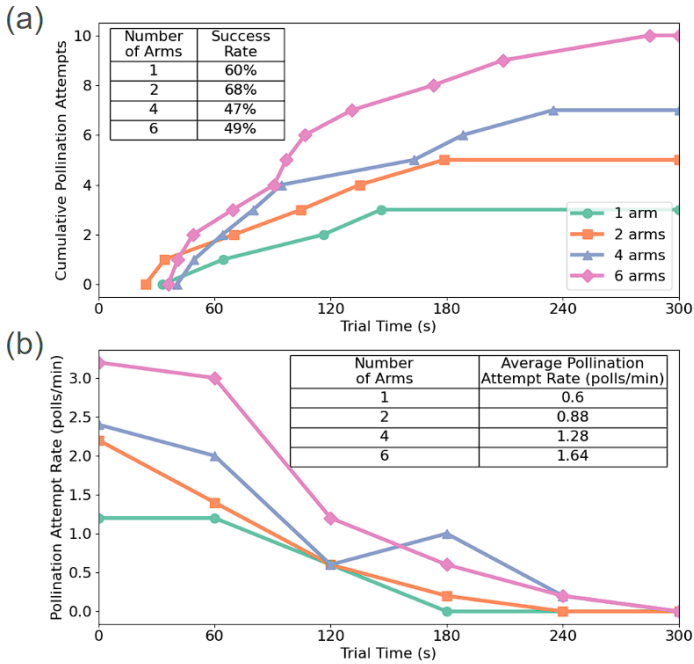 (a)
Number of Arms | Success Rate
1 | 60%
2 | 68%
4 | 47%
6 | 49%
Cumulative Pollination Attempts
10
8
6
4
2
0
1 arm
2 arms
4 arms
6 arms
0 60 120 180 240 300
Trial Time (s)
(b)
Number of Arms | Average Pollination Attempt Rate (polls/min)
1 | 0.6
2 | 0.88
4 | 1.28
6 | 1.64
Pollination Attempt Rate (polls/min)
3.0
2.5
2.0
1.5
1.0
0.5
0.0
0 60 120 180 240 300
Trial Time (s)